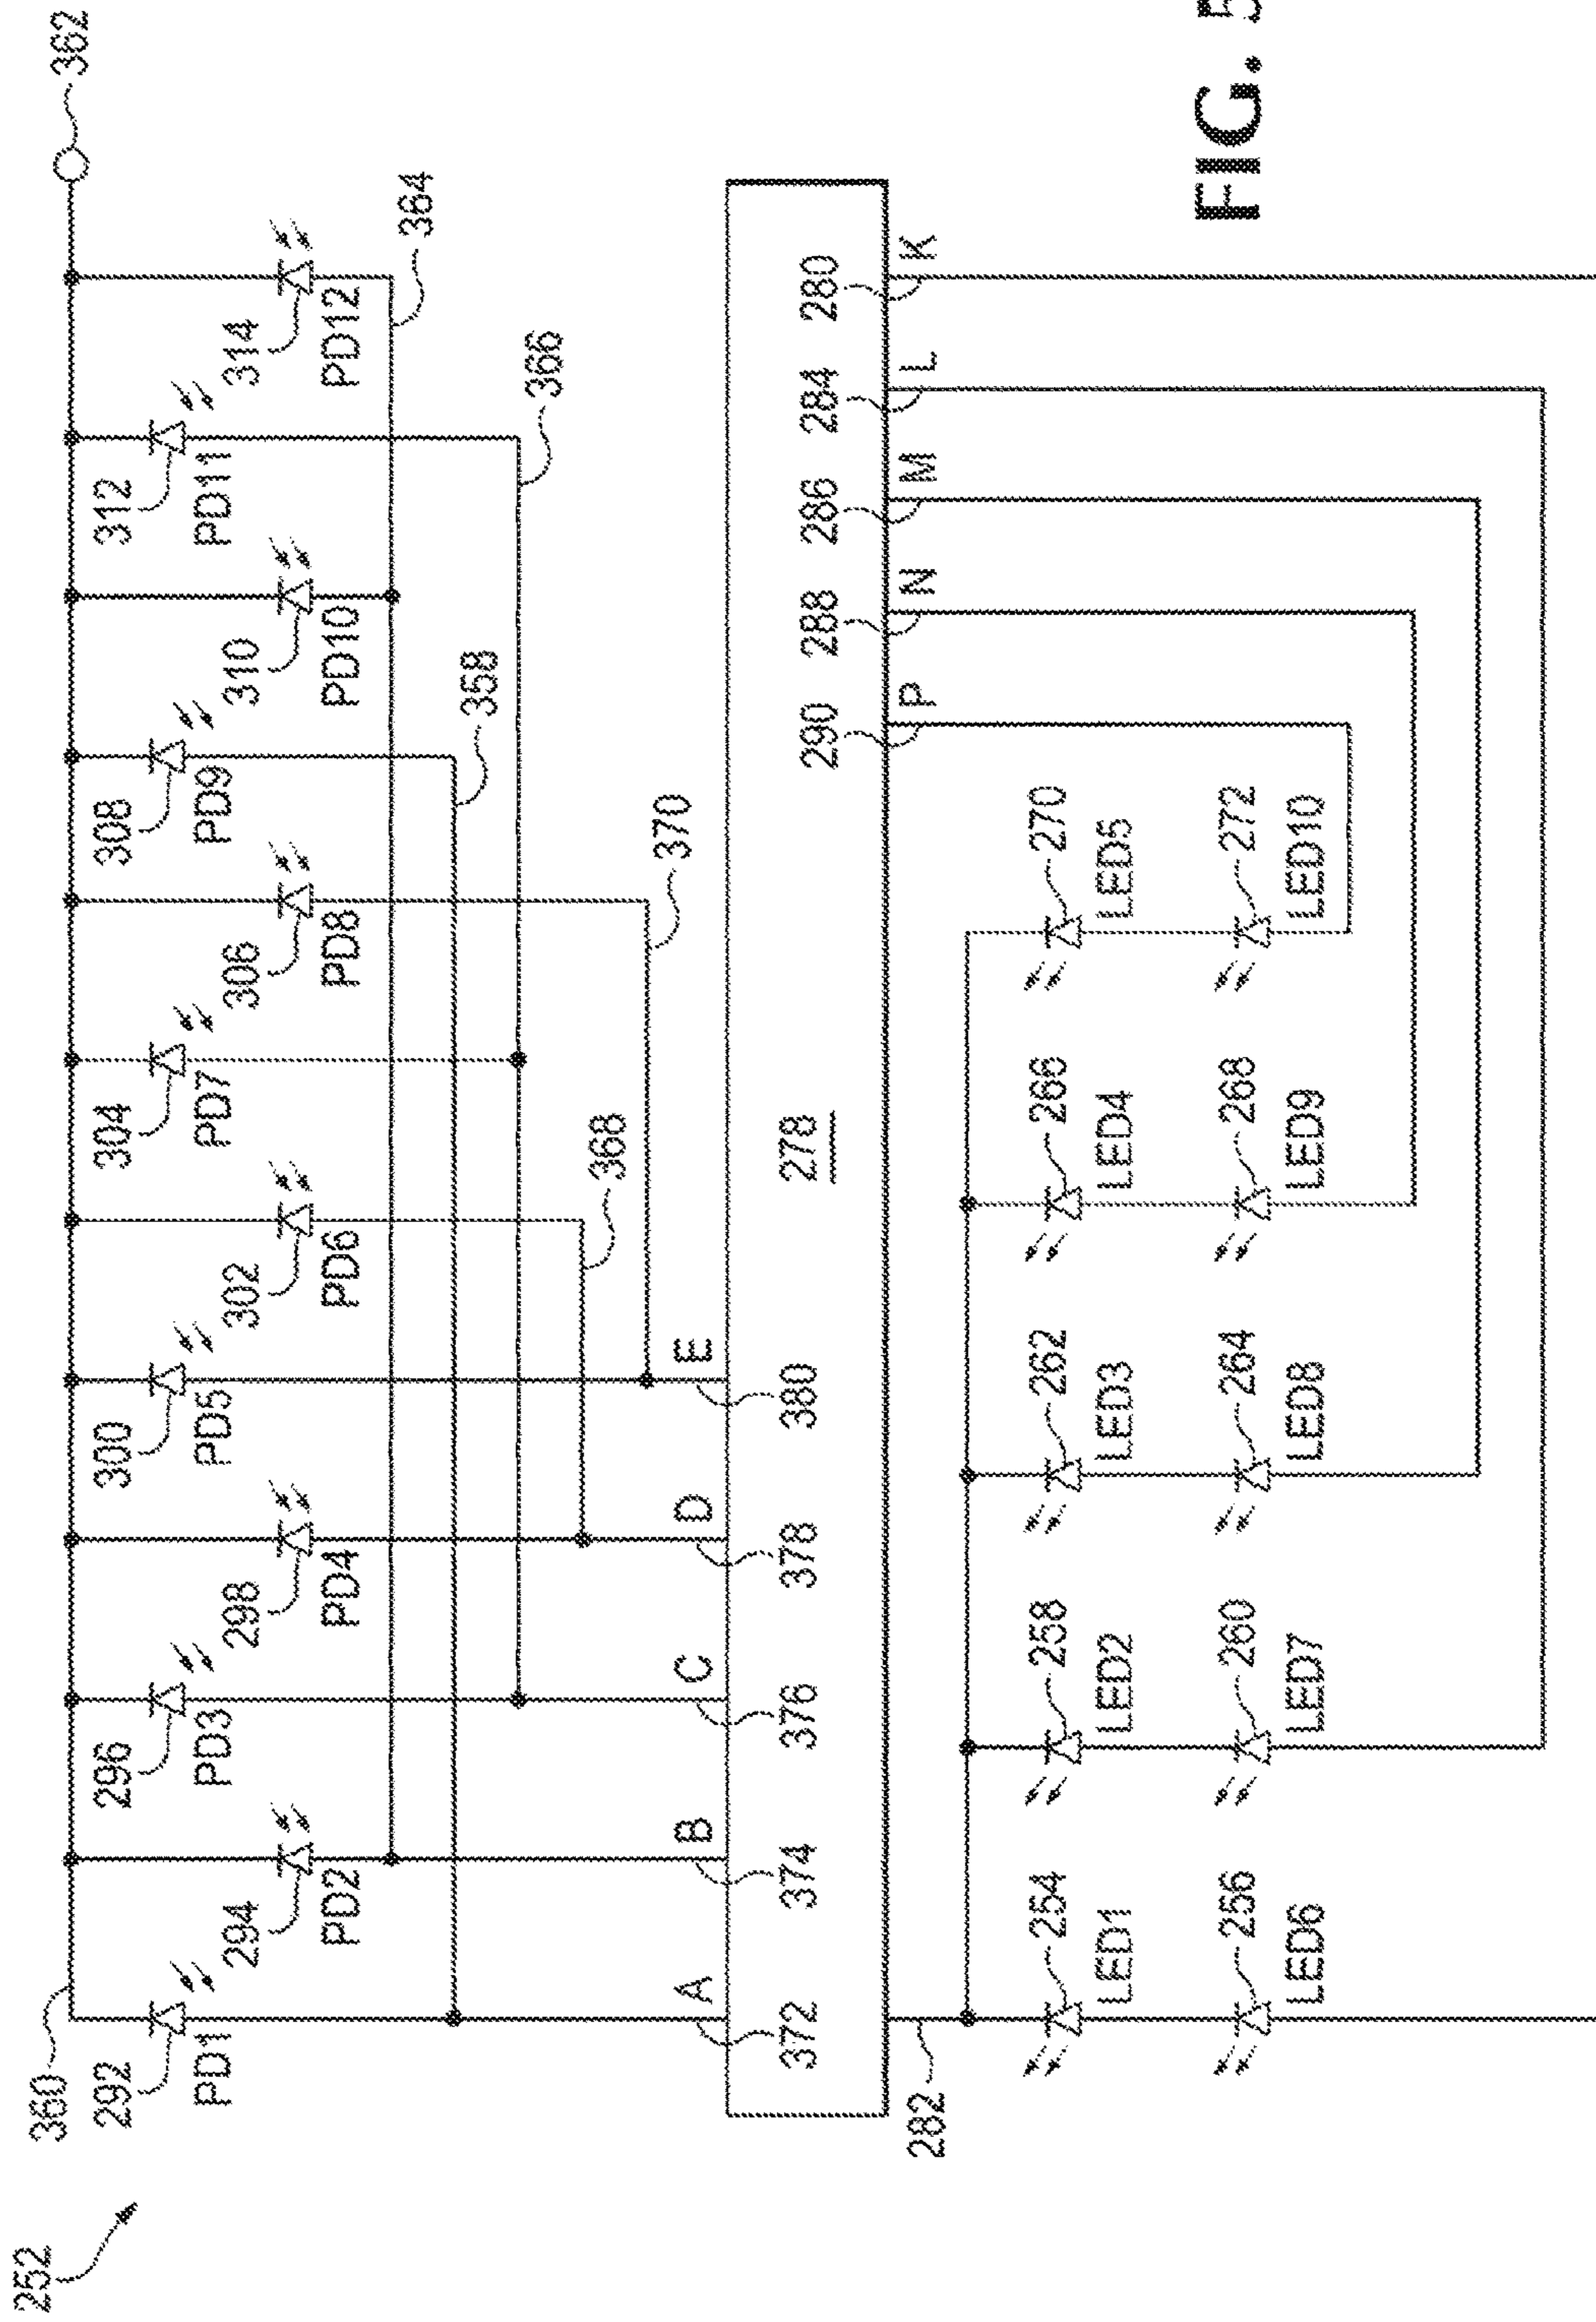 252
360
362
292 296 300 304 308 312
PD1 PD3 PD5 PD7 PD9 PD11
294 298 302 306 310 314
PD2 PD4 PD6 PD8 PD10 PD12
364
358
366
368
370
A B C D E
372 374 376 378 380 278 290 288 286 284 280
282 P N M L K
254 258 262 266 270
LED1 LED2 LED3 LED4 LED5
256 260 264 268 272
LED6 LED7 LED8 LED9 LED10
FIG. 5